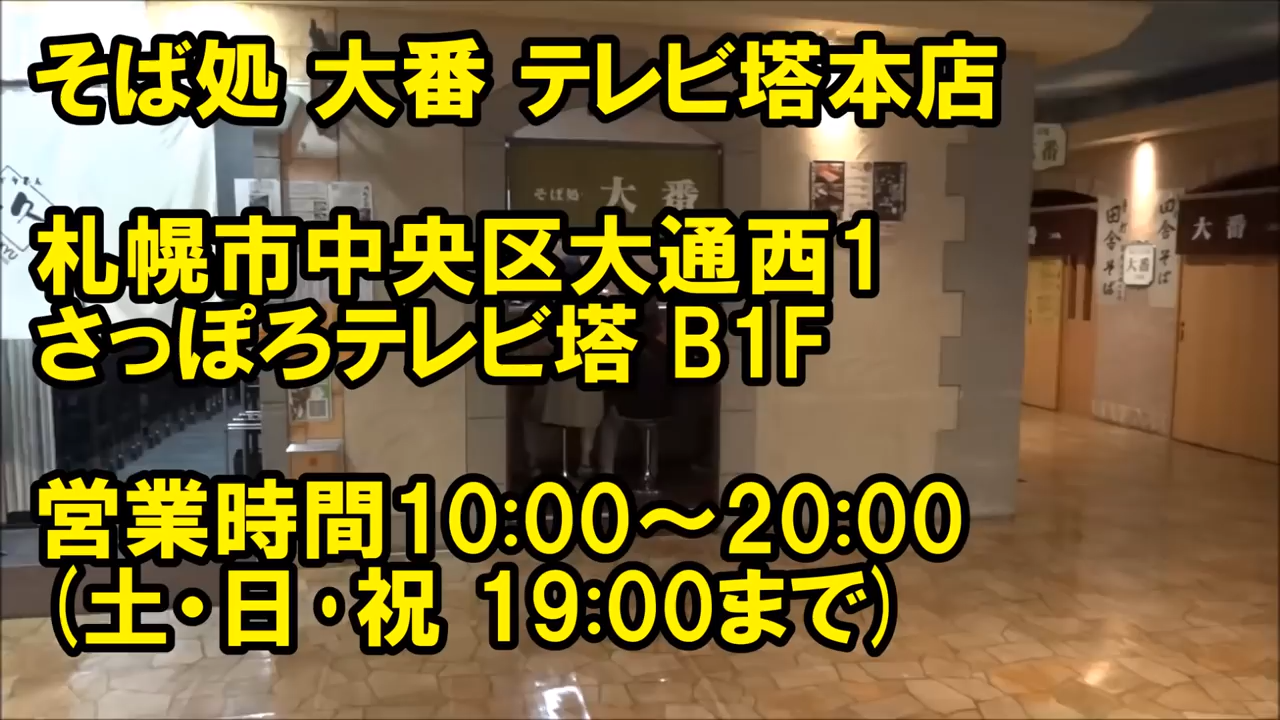 そば処 大番 テレビ塔本店
札幌市中央区大通西1
さっぽろテレビ塔 B1F
営業時間10:00～20:00
(土・日・祝 19:00まで)
そば処 大番
大番
田舎そば
田舎そば
大番
大番